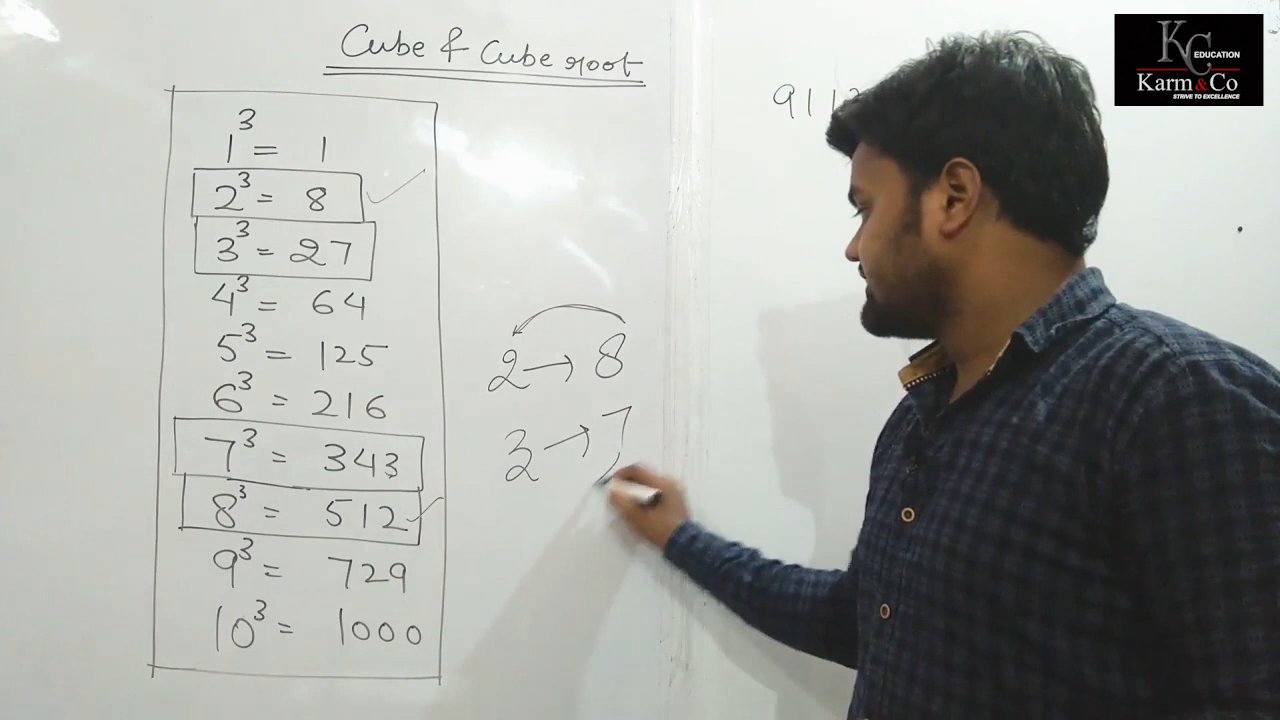 Cube & Cube root
1³ = 1
2³ = 8
3³ = 27
4³ = 64
5³ = 125
6³ = 216
7³ = 343
8³ = 512
9³ = 729
10³ = 1000
2 → 8
3 → 7
911
KC EDUCATION
Karm&Co
STRIVE TO EXCELLENCE